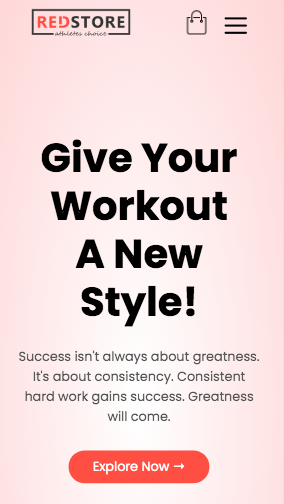 REDSTORE
athletes choice
Give Your
Workout
A New
Style!
Success isn't always about greatness.
It's about consistency. Consistent
hard work gains success. Greatness
will come.
Explore Now →